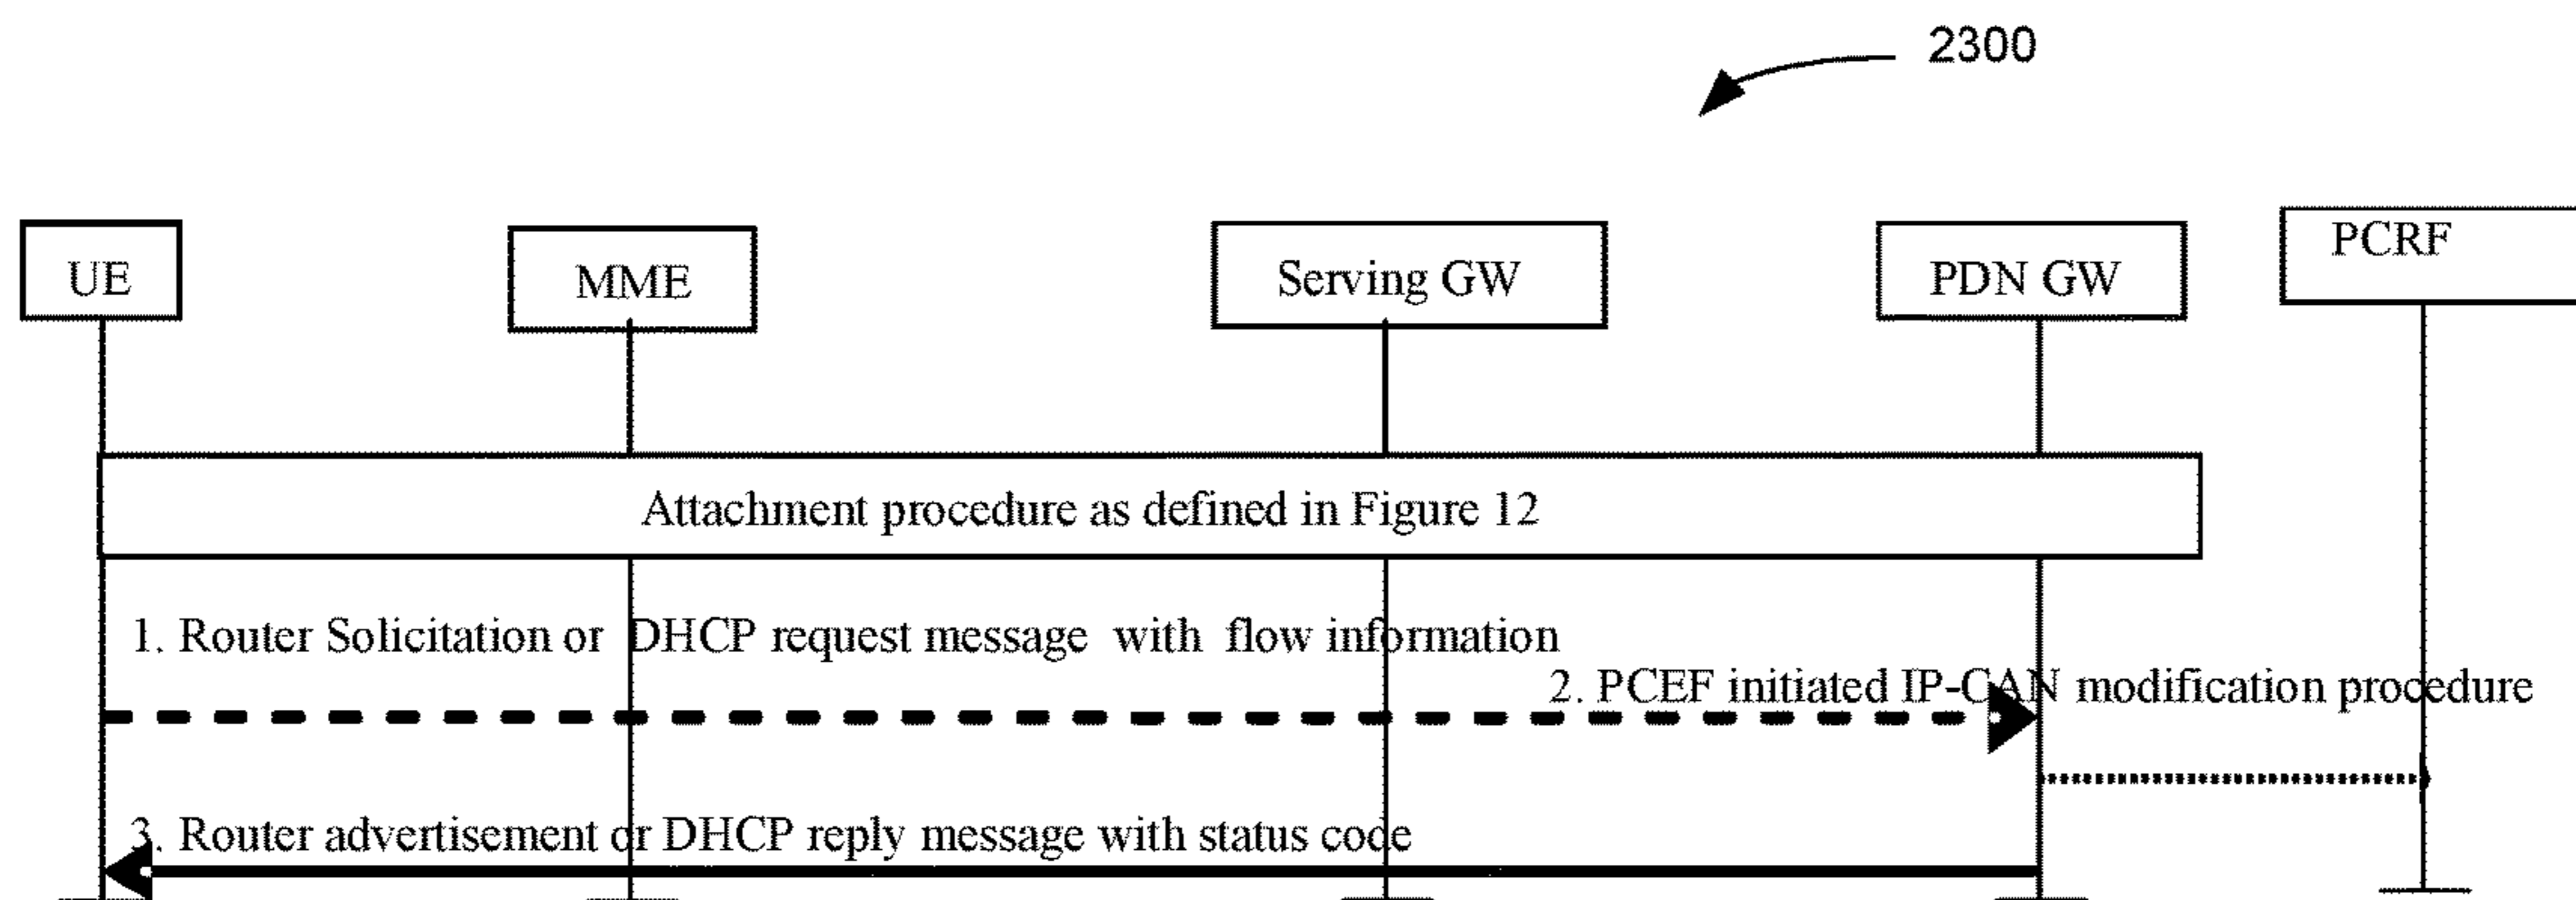 2300
UE
MME
Serving GW
PDN GW
PCRF
Attachment procedure as defined in Figure 12
1. Router Solicitation or DHCP request message with flow information
2. PCEF initiated IP-CAN modification procedure
3. Router advertisement or DHCP reply message with status code